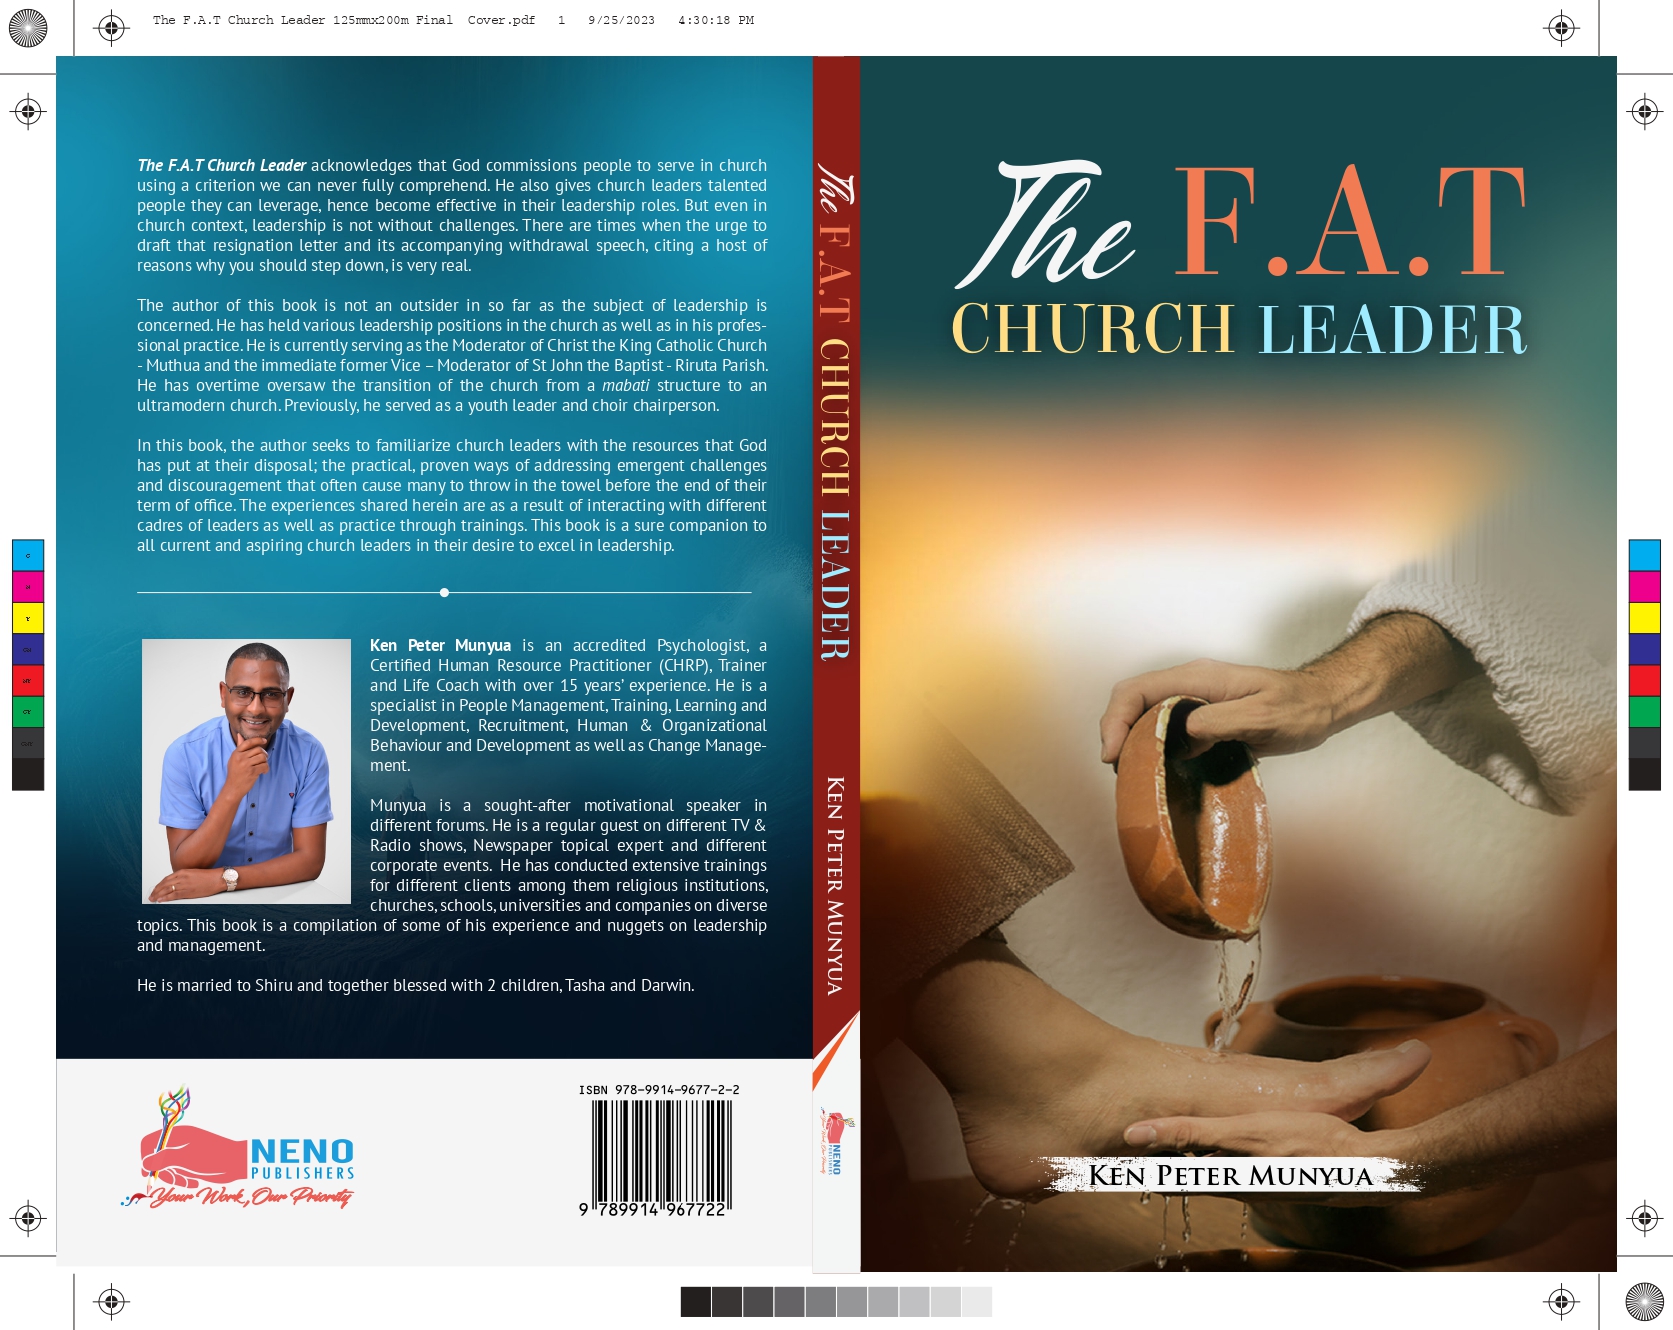 The F.A.T Church Leader 125mmx200m Final  Cover.pdf   1   9/25/2023   4:30:18 PM
The F.A.T Church Leader acknowledges that God commissions people to serve in church
using a criterion we can never fully comprehend. He also gives church leaders talented
people they can leverage, hence become effective in their leadership roles. But even in
church context, leadership is not without challenges. There are times when the urge to
draft that resignation letter and its accompanying withdrawal speech, citing a host of
reasons why you should step down, is very real.
The author of this book is not an outsider in so far as the subject of leadership is
concerned. He has held various leadership positions in the church as well as in his profes-
sional practice. He is currently serving as the Moderator of Christ the King Catholic Church
- Muthua and the immediate former Vice – Moderator of St John the Baptist - Riruta Parish.
He has overtime oversaw the transition of the church from a mabati structure to an
ultramodern church. Previously, he served as a youth leader and choir chairperson.
In this book, the author seeks to familiarize church leaders with the resources that God
has put at their disposal; the practical, proven ways of addressing emergent challenges
and discouragement that often cause many to throw in the towel before the end of their
term of office. The experiences shared herein are as a result of interacting with different
cadres of leaders as well as practice through trainings. This book is a sure companion to
all current and aspiring church leaders in their desire to excel in leadership.
Ken Peter Munyua is an accredited Psychologist, a
Certified Human Resource Practitioner (CHRP), Trainer
and Life Coach with over 15 years’ experience. He is a
specialist in People Management, Training, Learning and
Development, Recruitment, Human & Organizational
Behaviour and Development as well as Change Manage-
ment.
Munyua is a sought-after motivational speaker in
different forums. He is a regular guest on different TV &
Radio shows, Newspaper topical expert and different
corporate events.  He has conducted extensive trainings
for different clients among them religious institutions,
churches, schools, universities and companies on diverse
topics. This book is a compilation of some of his experience and nuggets on leadership
and management.
He is married to Shiru and together blessed with 2 children, Tasha and Darwin.
NENO
PUBLISHERS
Your Work, Our Priority
ISBN 978-9914-9677-2-2
9 789914 967722
The F.A.T CHURCH LEADER
KEN PETER MUNYUA
NENO
PUBLISHERS
Your Work, Our Priority
The F.A.T
CHURCH LEADER
KEN PETER MUNYUA